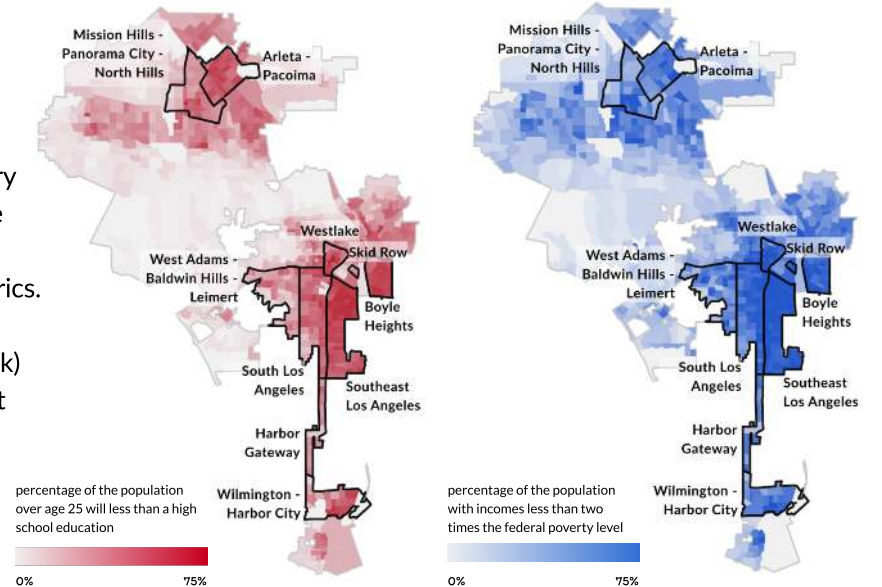 ry
e
rics.
k)
t
Mission Hills -
Panorama City -
North Hills
Arleta -
Pacoima
Westlake
Skid Row
West Adams -
Baldwin Hills -
Leimert
Boyle
Heights
South Los
Angeles
Southeast
Los Angeles
Harbor
Gateway
Wilmington -
Harbor City
percentage of the population
over age 25 will less than a high
school education
0%
75%
Mission Hills -
Panorama City -
North Hills
Arleta -
Pacoima
Westlake
Skid Row
West Adams -
Baldwin Hills -
Leimert
Boyle
Heights
South Los
Angeles
Southeast
Los Angeles
Harbor
Gateway
Wilmington -
Harbor City
percentage of the population
with incomes less than two
times the federal poverty level
0%
75%